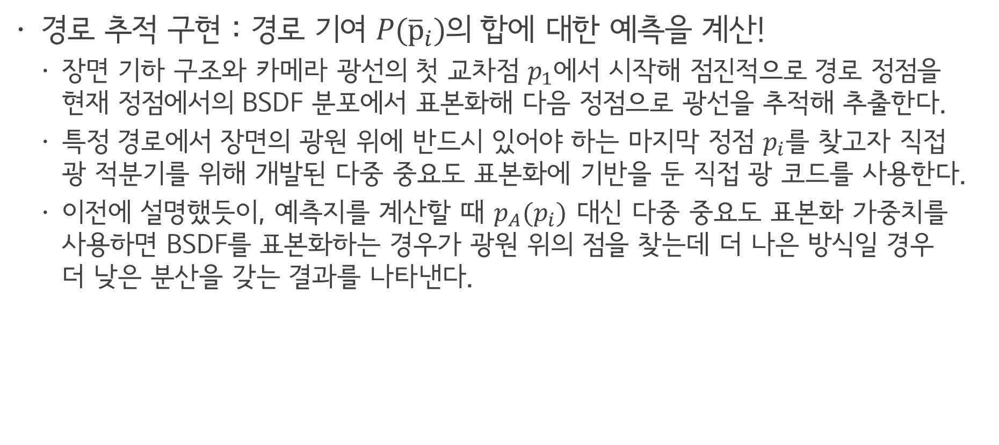 · 경로 추적 구현 : 경로 기여 𝑃(p̅ᵢ)의 합에 대한 예측을 계산!
· 장면 기하 구조와 카메라 광선의 첫 교차점 𝑝₁에서 시작해 점진적으로 경로 정점을
현재 정점에서의 BSDF 분포에서 표본화해 다음 정점으로 광선을 추적해 추출한다.
· 특정 경로에서 장면의 광원 위에 반드시 있어야 하는 마지막 정점 𝑝ᵢ를 찾고자 직접
광 적분기를 위해 개발된 다중 중요도 표본화에 기반을 둔 직접 광 코드를 사용한다.
· 이전에 설명했듯이, 예측지를 계산할 때 𝑝_𝐴(𝑝ᵢ) 대신 다중 중요도 표본화 가중치를
사용하면 BSDF를 표본화하는 경우가 광원 위의 점을 찾는데 더 나은 방식일 경우
더 낮은 분산을 갖는 결과를 나타낸다.